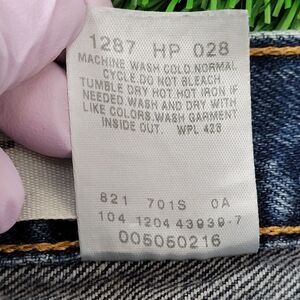 1287 HP 028
MACHINE WASH COLD.NORMAL
CYCLE.DO NOT BLEACH
TUMBLE DRY HOT.HOT IRON IF
NEEDED WASH AND DRY WITH
LIKE COLORS.WASH GARMENT
INSIDE OUT. WPL 423
821 701S 0A
104 1204 43939-7
005050216